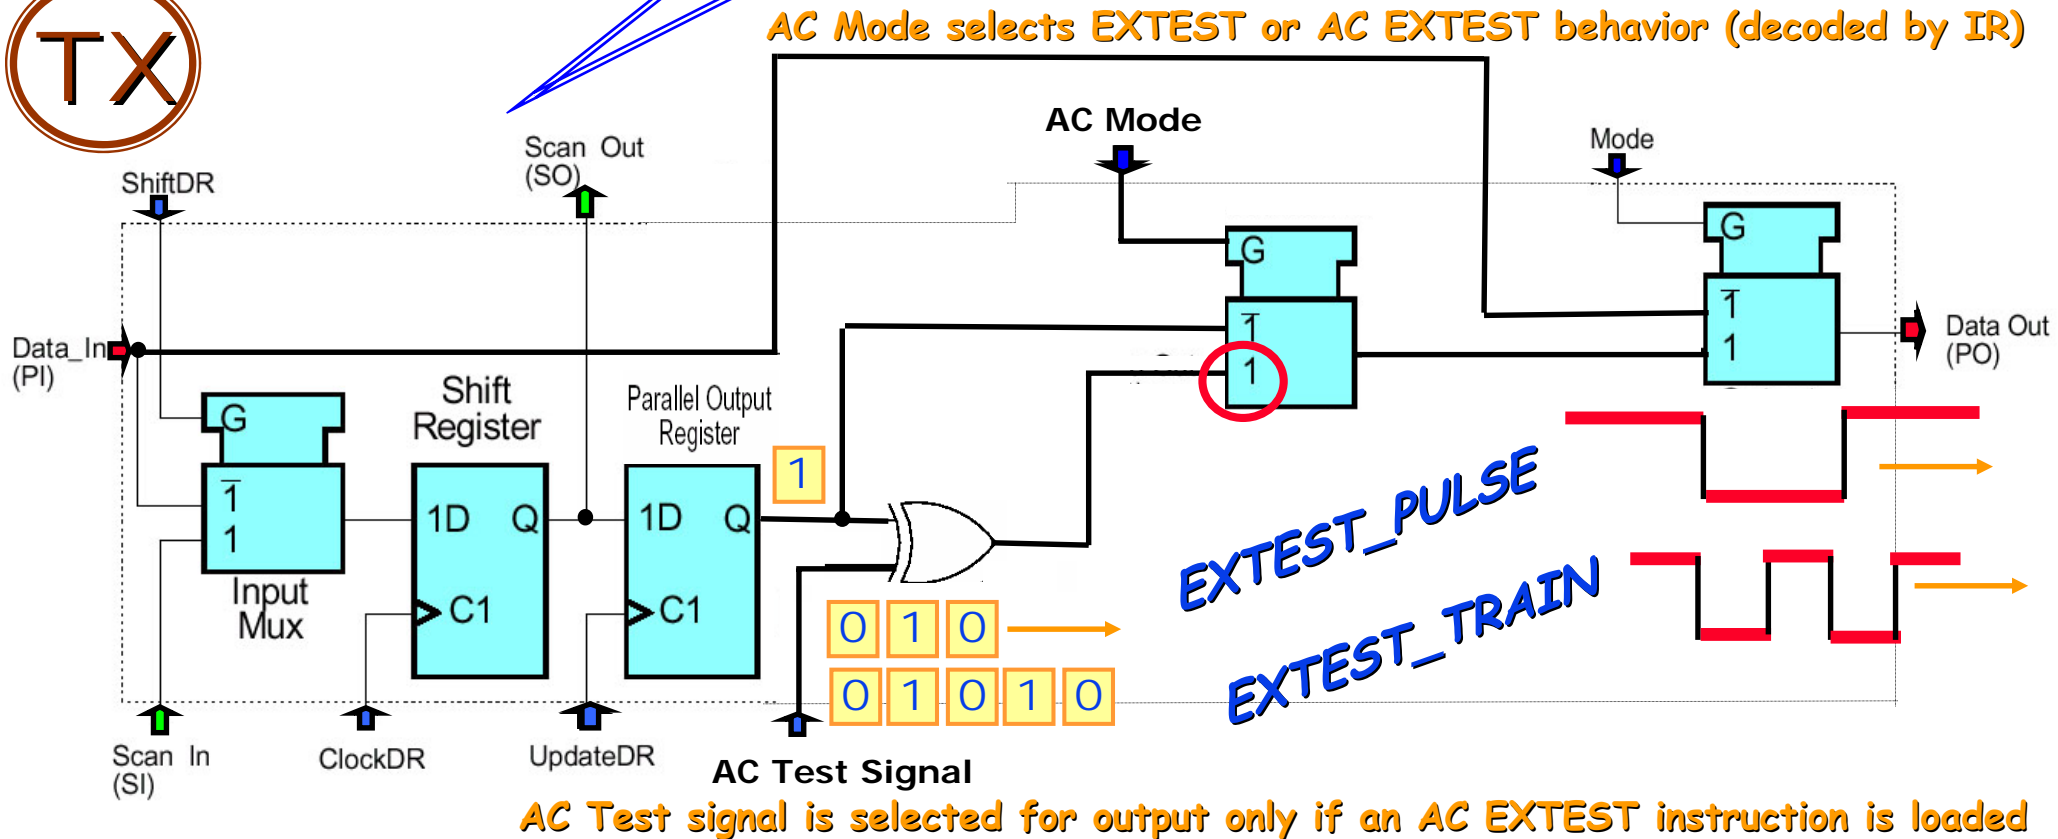 AC Mode selects EXTEST or AC EXTEST behavior (decoded by IR)
TX
AC Mode
Mode
Scan Out
(SO)
ShiftDR
G
G
1̅
1
1̅
1
Data_In
(PI)
Data Out
(PO)
Shift
Register
Parallel Output
Register
G
1̅
1
Input
Mux
1D Q
C1
1D Q
C1
1
EXTEST_PULSE
EXTEST_TRAIN
0 1 0
0 1 0 1 0
Scan In
(SI)
ClockDR
UpdateDR
AC Test Signal
AC Test signal is selected for output only if an AC EXTEST instruction is loaded